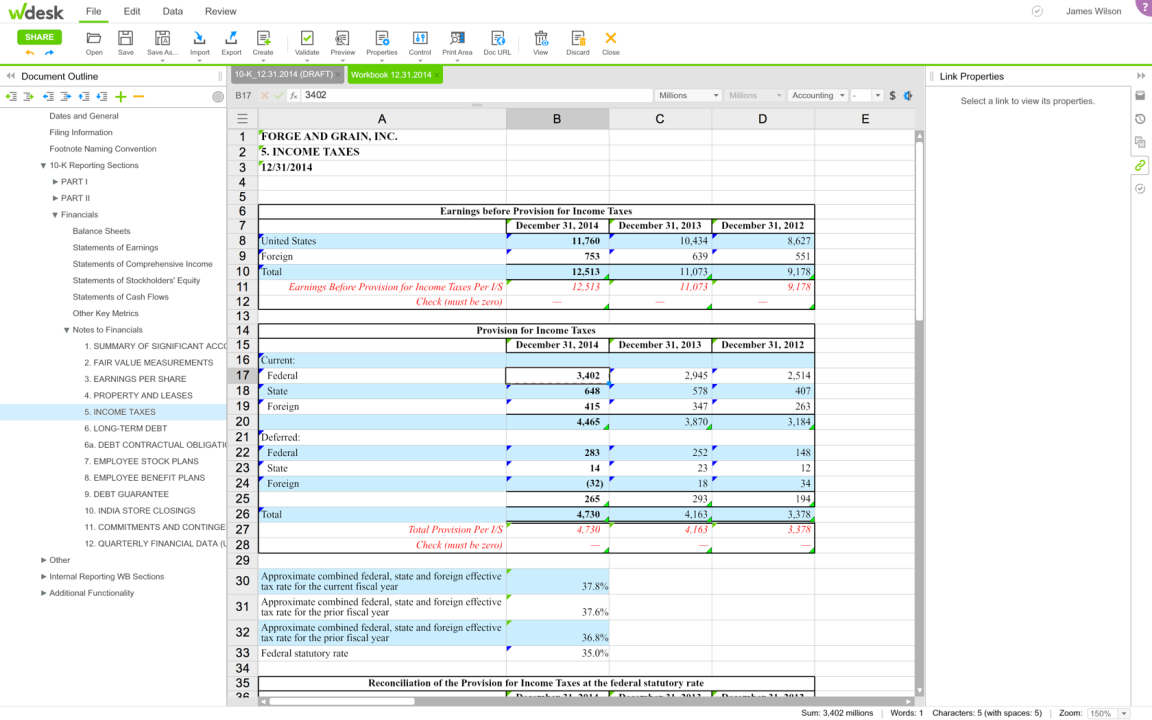 wdesk File Edit Data Review James Wilson ?
SHARE
Open Save Save As... Import Export Create Validate Preview Properties Control Print Area Doc URL View Discard Close
Document Outline
10-K_12.31.2014 (DRAFT) × Workbook 12.31.2014 ×
Link Properties
B17 fx 3402 Millions Millions Accounting - $
Select a link to view its properties.
Dates and General
Filing Information
Footnote Naming Convention
10-K Reporting Sections
PART I
PART II
Financials
Balance Sheets
Statements of Earnings
Statements of Comprehensive Income
Statements of Stockholders' Equity
Statements of Cash Flows
Other Key Metrics
Notes to Financials
1. SUMMARY OF SIGNIFICANT ACCO
2. FAIR VALUE MEASUREMENTS
3. EARNINGS PER SHARE
4. PROPERTY AND LEASES
5. INCOME TAXES
6. LONG-TERM DEBT
6a. DEBT CONTRACTUAL OBLIGATI
7. EMPLOYEE STOCK PLANS
8. EMPLOYEE BENEFIT PLANS
9. DEBT GUARANTEE
10. INDIA STORE CLOSINGS
11. COMMITMENTS AND CONTINGE
12. QUARTERLY FINANCIAL DATA (U
Other
Internal Reporting WB Sections
Additional Functionality
A B C D E
1 FORGE AND GRAIN, INC.
2 5. INCOME TAXES
3 12/31/2014
4
5
6 Earnings before Provision for Income Taxes
7 December 31, 2014 December 31, 2013 December 31, 2012
8 United States 11,760 10,434 8,627
9 Foreign 753 639 551
10 Total 12,513 11,073 9,178
11 Earnings Before Provision for Income Taxes Per I/S 12,513 11,073 9,178
12 Check (must be zero) — — —
13
14 Provision for Income Taxes
15 December 31, 2014 December 31, 2013 December 31, 2012
16 Current:
17 Federal 3,402 2,945 2,514
18 State 648 578 407
19 Foreign 415 347 263
20 4,465 3,870 3,184
21 Deferred:
22 Federal 283 252 148
23 State 14 23 12
24 Foreign (32) 18 34
25 265 293 194
26 Total 4,730 4,163 3,378
27 Total Provision Per I/S 4,730 4,163 3,378
28 Check (must be zero) — — —
29
30 Approximate combined federal, state and foreign effective
tax rate for the current fiscal year 37.8%
31 Approximate combined federal, state and foreign effective
tax rate for the prior fiscal year 37.6%
32 Approximate combined federal, state and foreign effective
tax rate for the prior fiscal year 36.8%
33 Federal statutory rate 35.0%
34
35 Reconciliation of the Provision for Income Taxes at the federal statutory rate
36 December 31, 2014 December 31, 2013 December 31, 2012
Sum: 3,402 millions Words: 1 Characters: 5 (with spaces: 5) Zoom: 150%